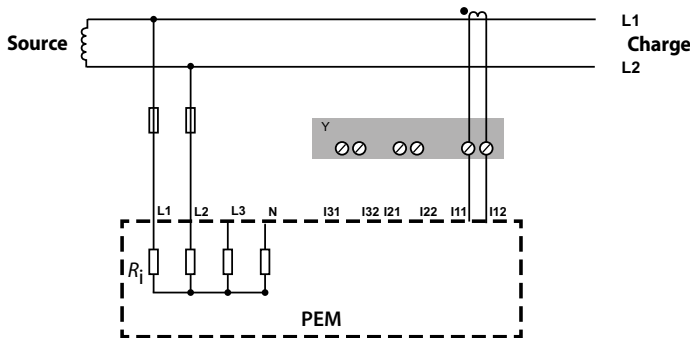 L1
Source
Charge
L2
Y
L1 L2 L3 N I31 I32 I21 I22 I11 I12
Ri
PEM